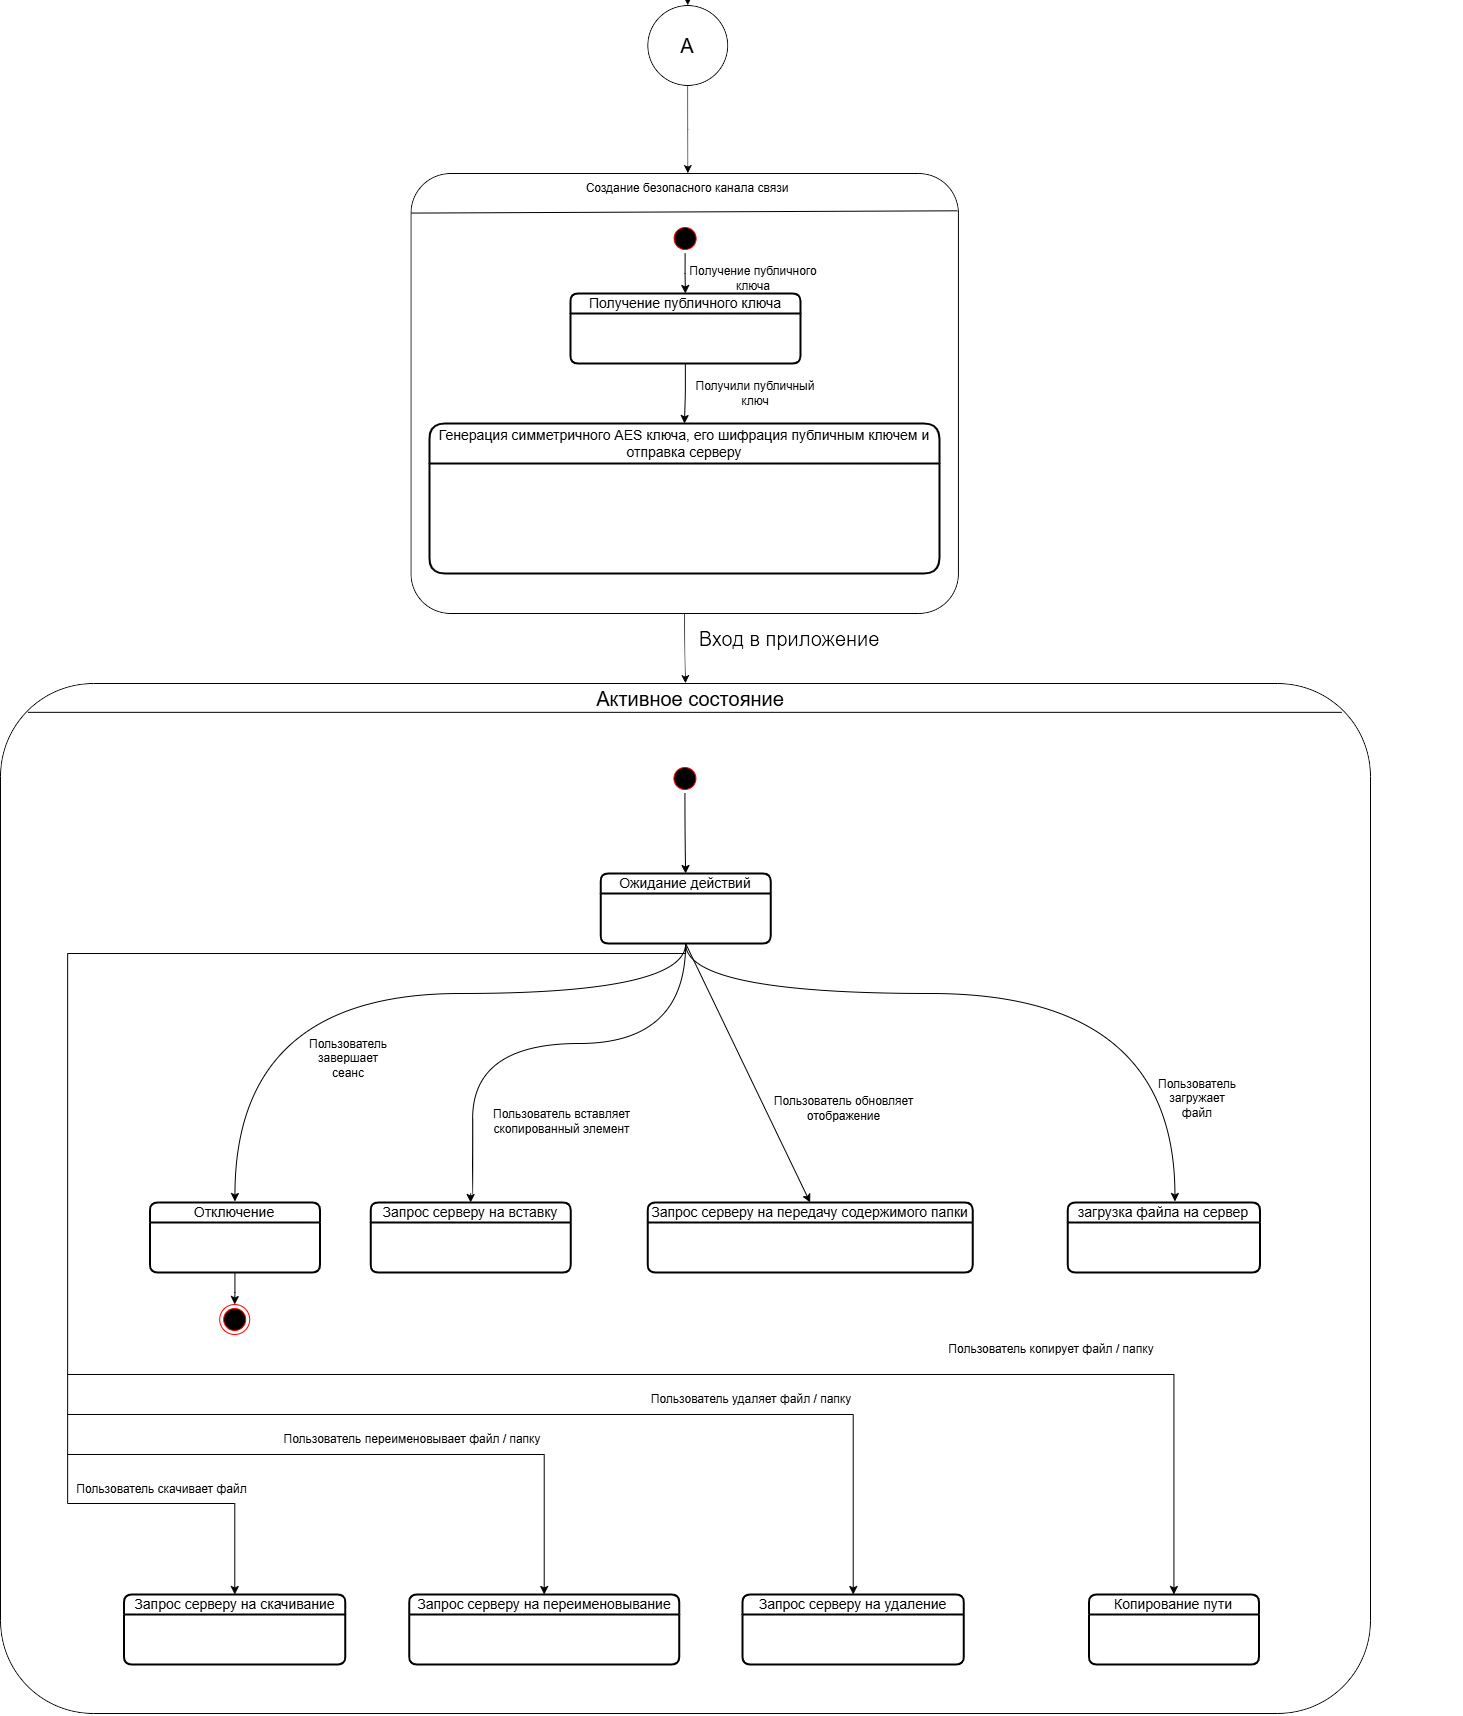 A
Создание безопасного канала связи
Получение публичного
ключа
Получение публичного ключа
Получили публичный
ключ
Генерация симметричного AES ключа, его шифрация публичным ключем и
отправка серверу
Вход в приложение
Активное состояние
Ожидание действий
Пользователь
завершает
сеанс
Пользователь вставляет
скопированный элемент
Пользователь обновляет
отображение
Пользователь
загружает
файл
Отключение
Запрос серверу на вставку
Запрос серверу на передачу содержимого папки
загрузка файла на сервер
Пользователь копирует файл / папку
Пользователь удаляет файл / папку
Пользователь переименовывает файл / папку
Пользователь скачивает файл
Запрос серверу на скачивание
Запрос серверу на переименовывание
Запрос серверу на удаление
Копирование пути